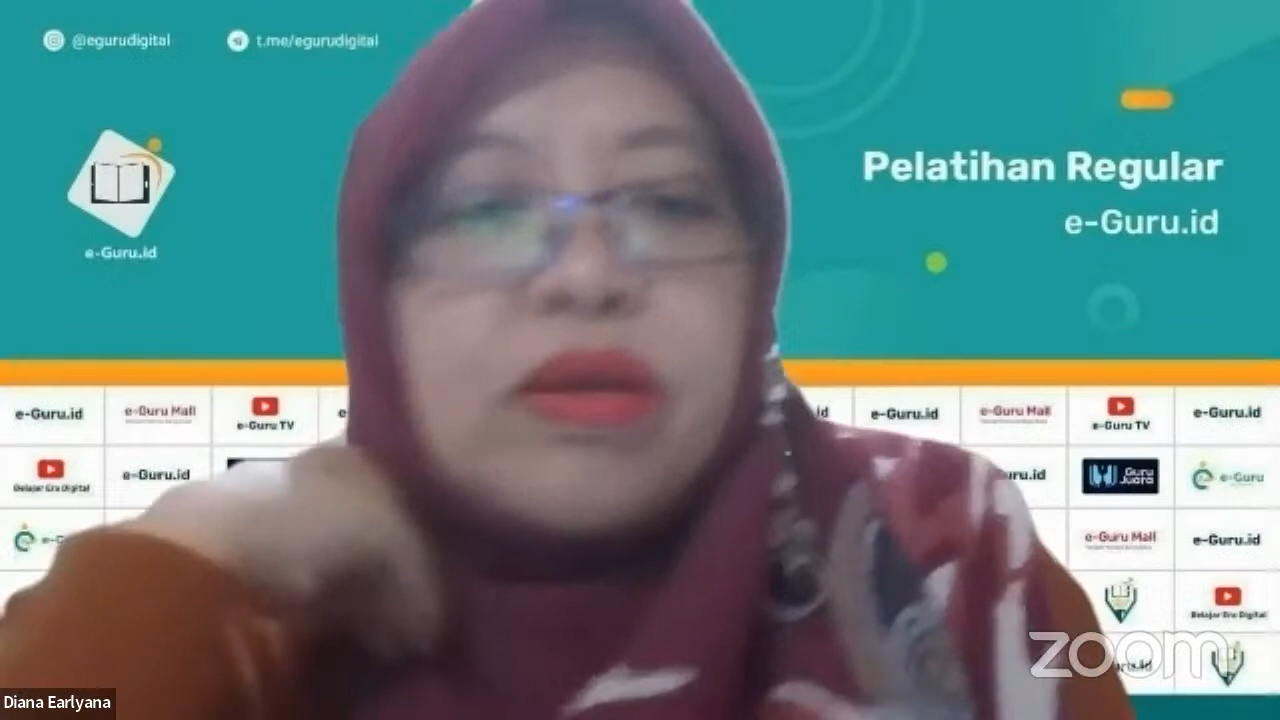 @egurudigital
t.me/egurudigital
Pelatihan Regular
e-Guru.id
e-Guru.id
e-Guru.id
e-Guru Mall
e-Guru TV
e-Guru.id
e-Guru Mall
e-Guru TV
e-Guru.id
Belajar Era Digital
e-Guru.id
Guru
Juara
e-Guru
e-Guru Mall
e-Guru.id
Belajar Era Digital
zoom
Diana Earlyana